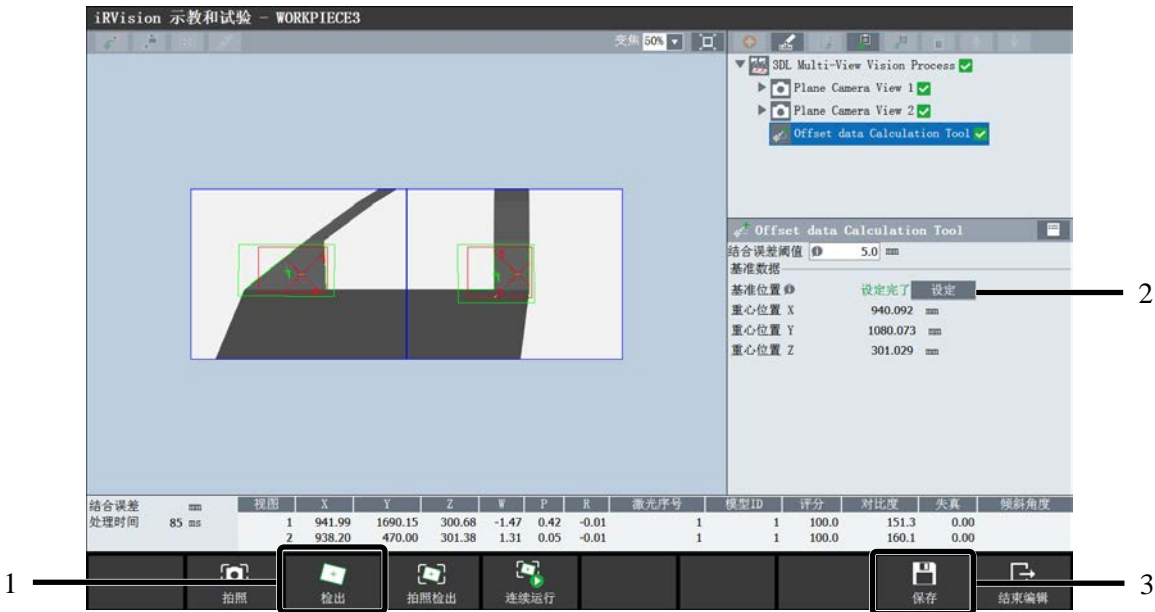 iRVision 示教和试验 - WORKPIECE3
变焦 50%
3DL Multi-View Vision Process
Plane Camera View 1
Plane Camera View 2
Offset data Calculation Tool
Offset data Calculation Tool
结合误差阈值 5.0 mm
基准数据
基准位置 设定完了 设定
2
重心位置 X 940.092 mm
重心位置 Y 1080.073 mm
重心位置 Z 301.029 mm
结合误差 mm
处理时间 85 ms
视图 X Y Z W P R 激光序号 模型ID 评分 对比度 失真 倾斜角度
1 941.99 1690.15 300.68 -1.47 0.42 -0.01 1 1 100.0 151.3 0.00
2 938.20 470.00 301.38 1.31 0.05 -0.01 1 1 100.0 160.1 0.00
1
拍照 检出 拍照检出 连续运行 保存 结束编辑
3